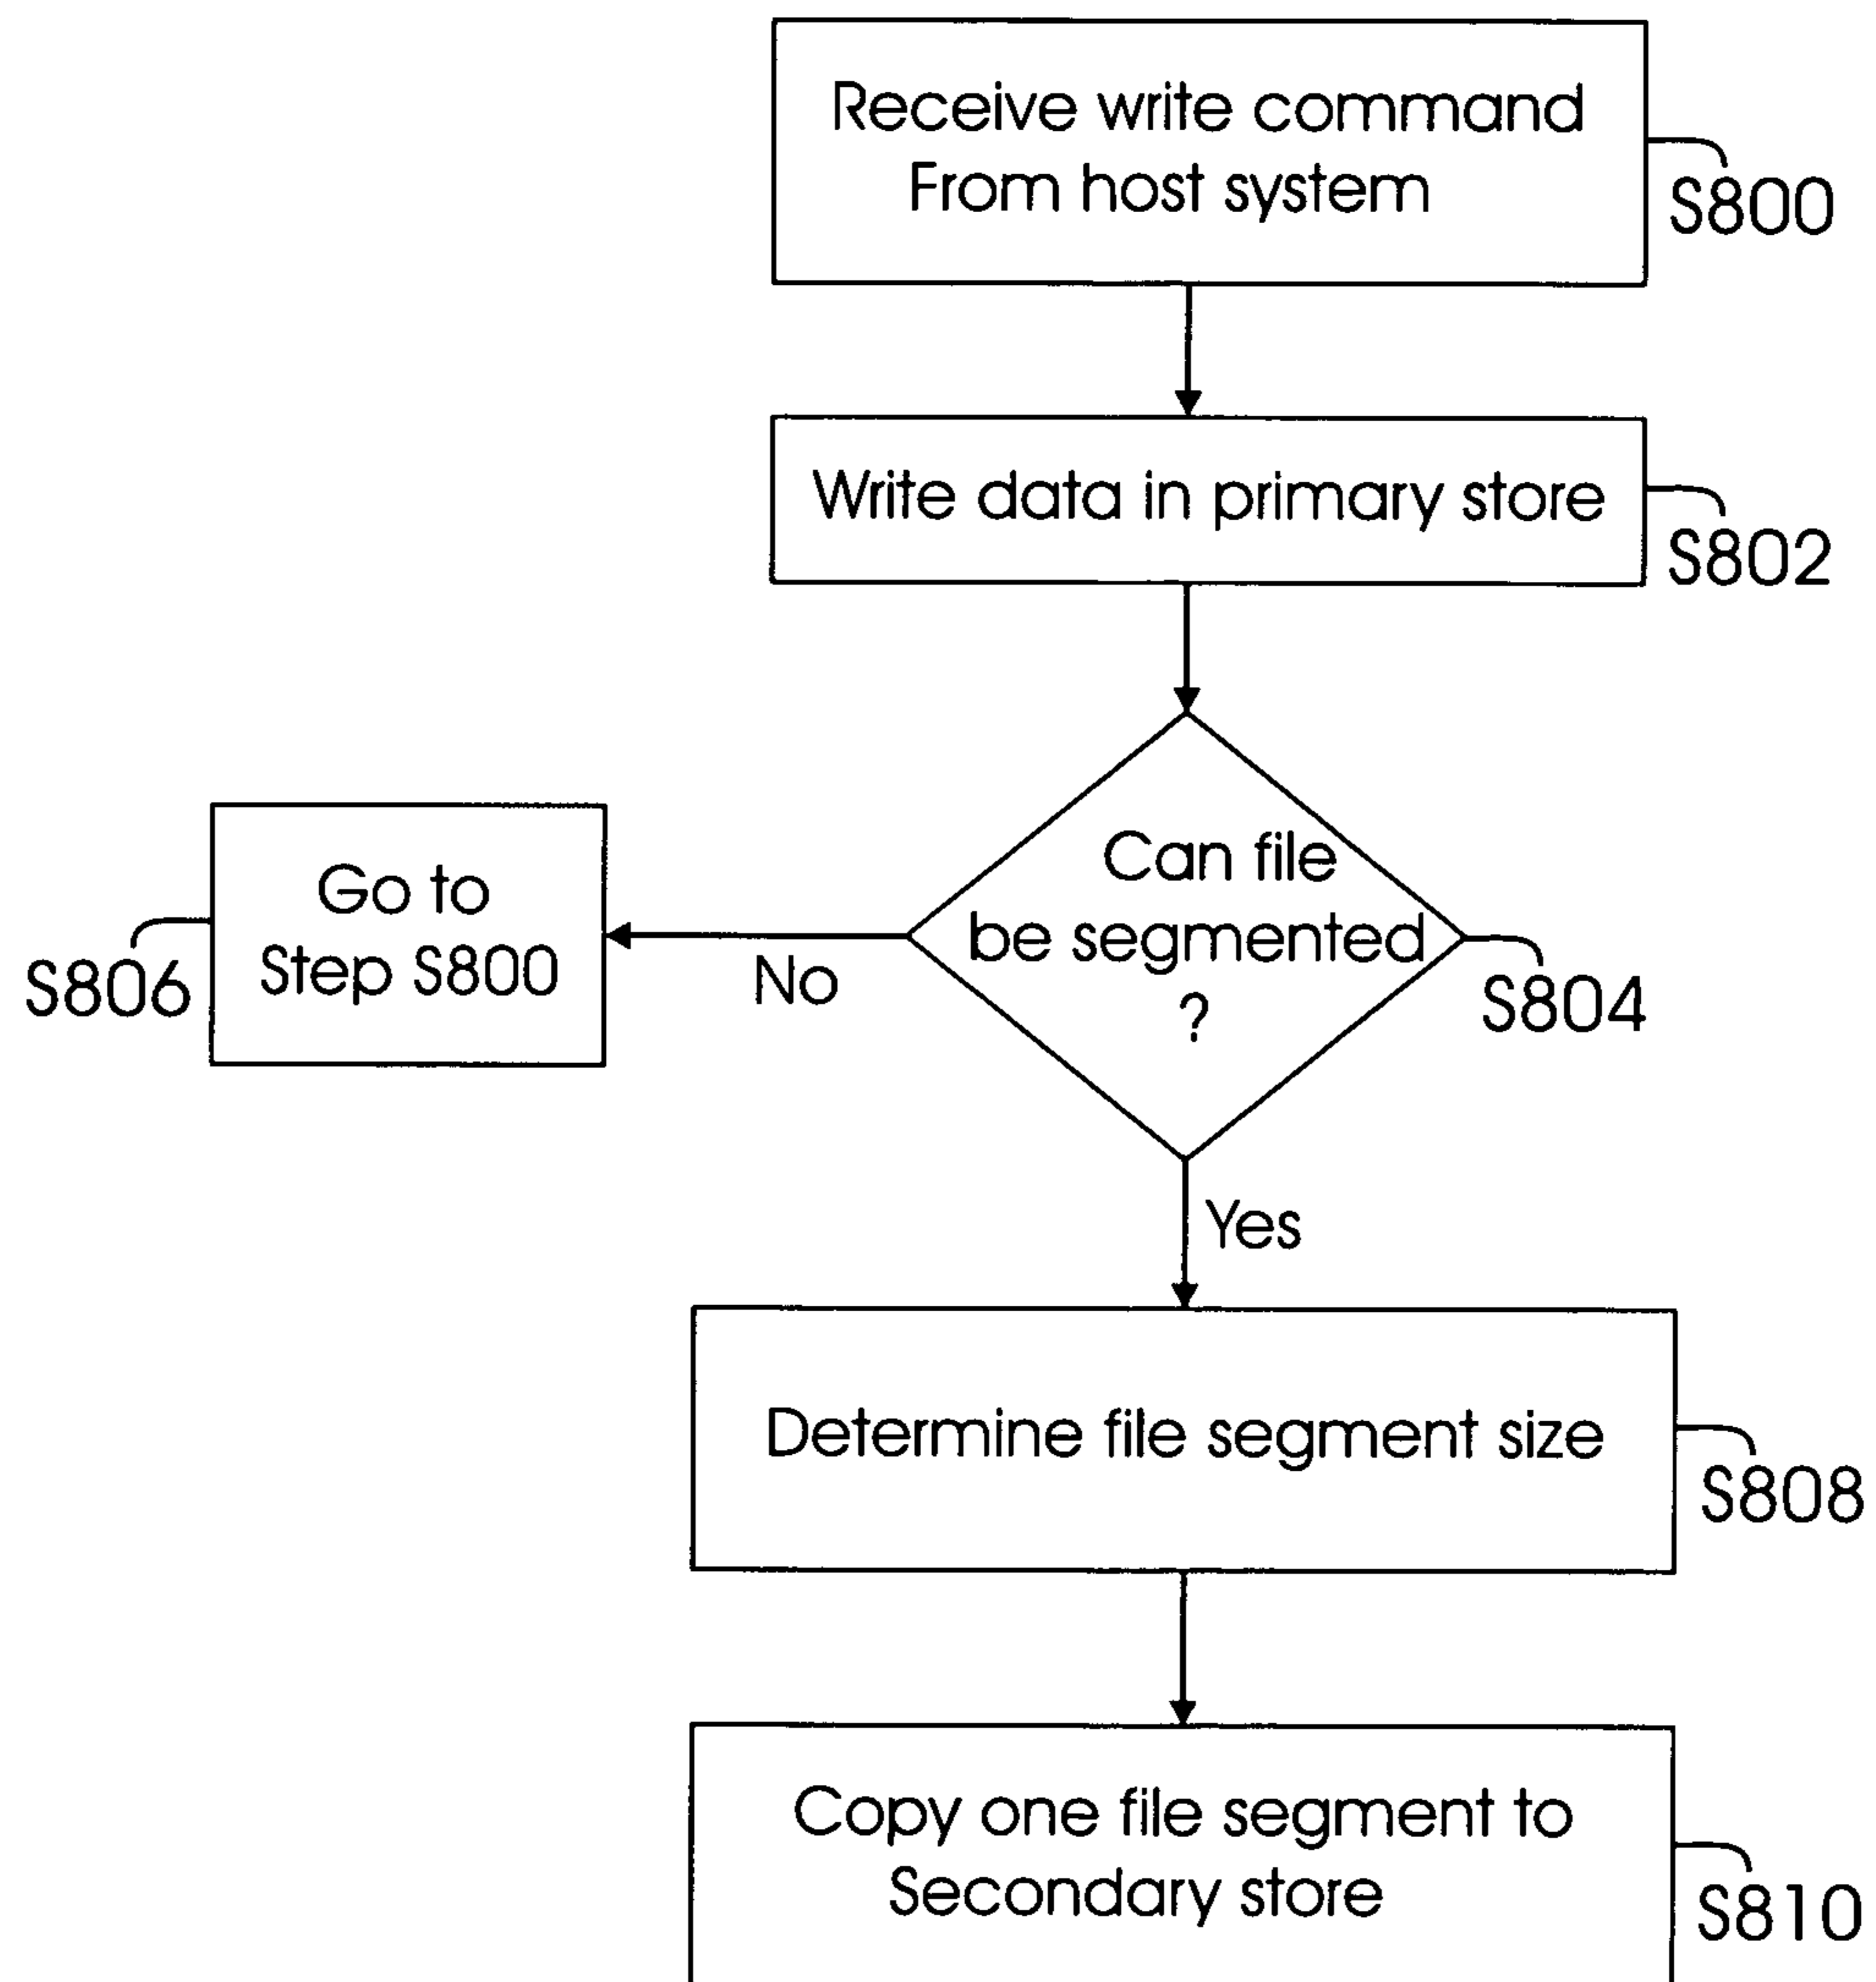 Receive write command
From host system
S800
Write data in primary store
S802
Can file
be segmented
?
S804
No
Go to
Step S800
S806
Yes
Determine file segment size
S808
Copy one file segment to
Secondary store
S810